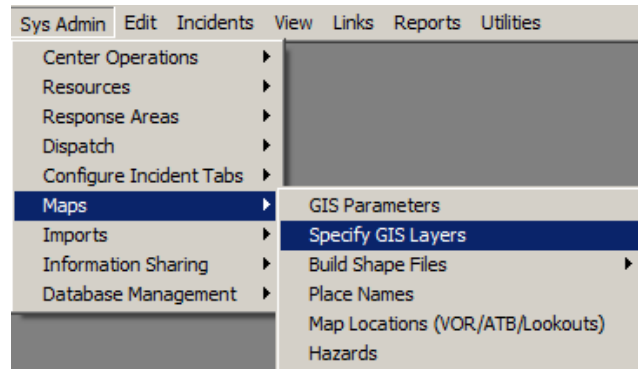 Sys Admin Edit Incidents View Links Reports Utilities
Center Operations
Resources
Response Areas
Dispatch
Configure Incident Tabs
Maps
Imports
Information Sharing
Database Management
GIS Parameters
Specify GIS Layers
Build Shape Files
Place Names
Map Locations (VOR/ATB/Lookouts)
Hazards